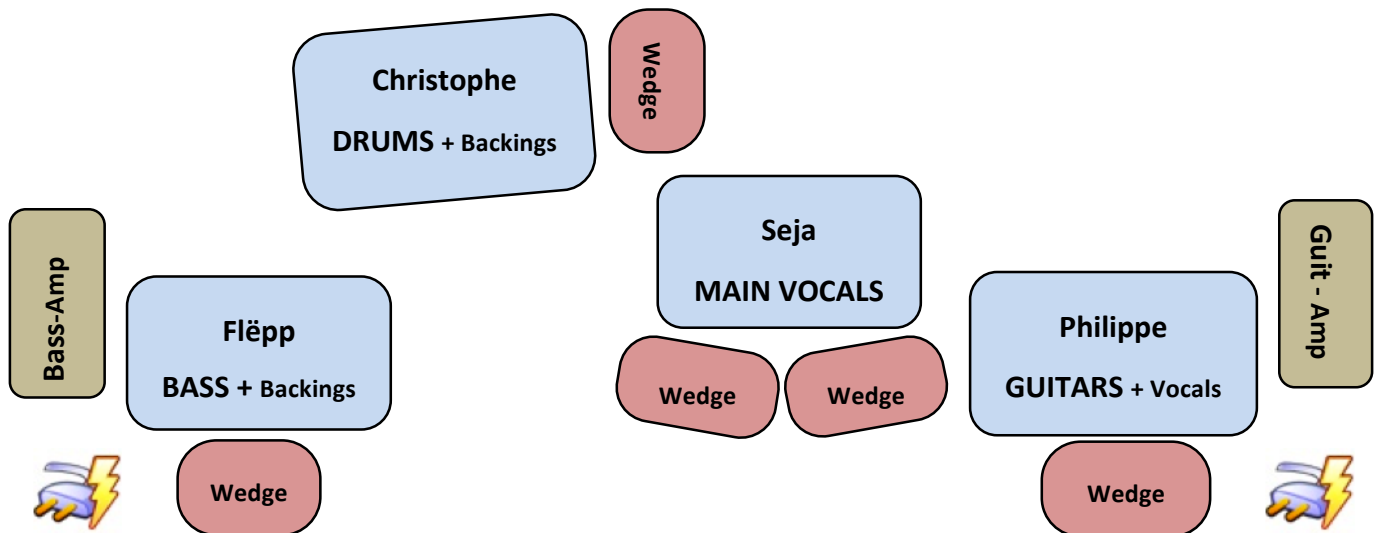 Christophe
DRUMS + Backings
Wedge
Seja
MAIN VOCALS
Bass-Amp
Flëpp
BASS + Backings
Philippe
GUITARS + Vocals
Guit - Amp
Wedge
Wedge
Wedge
Wedge